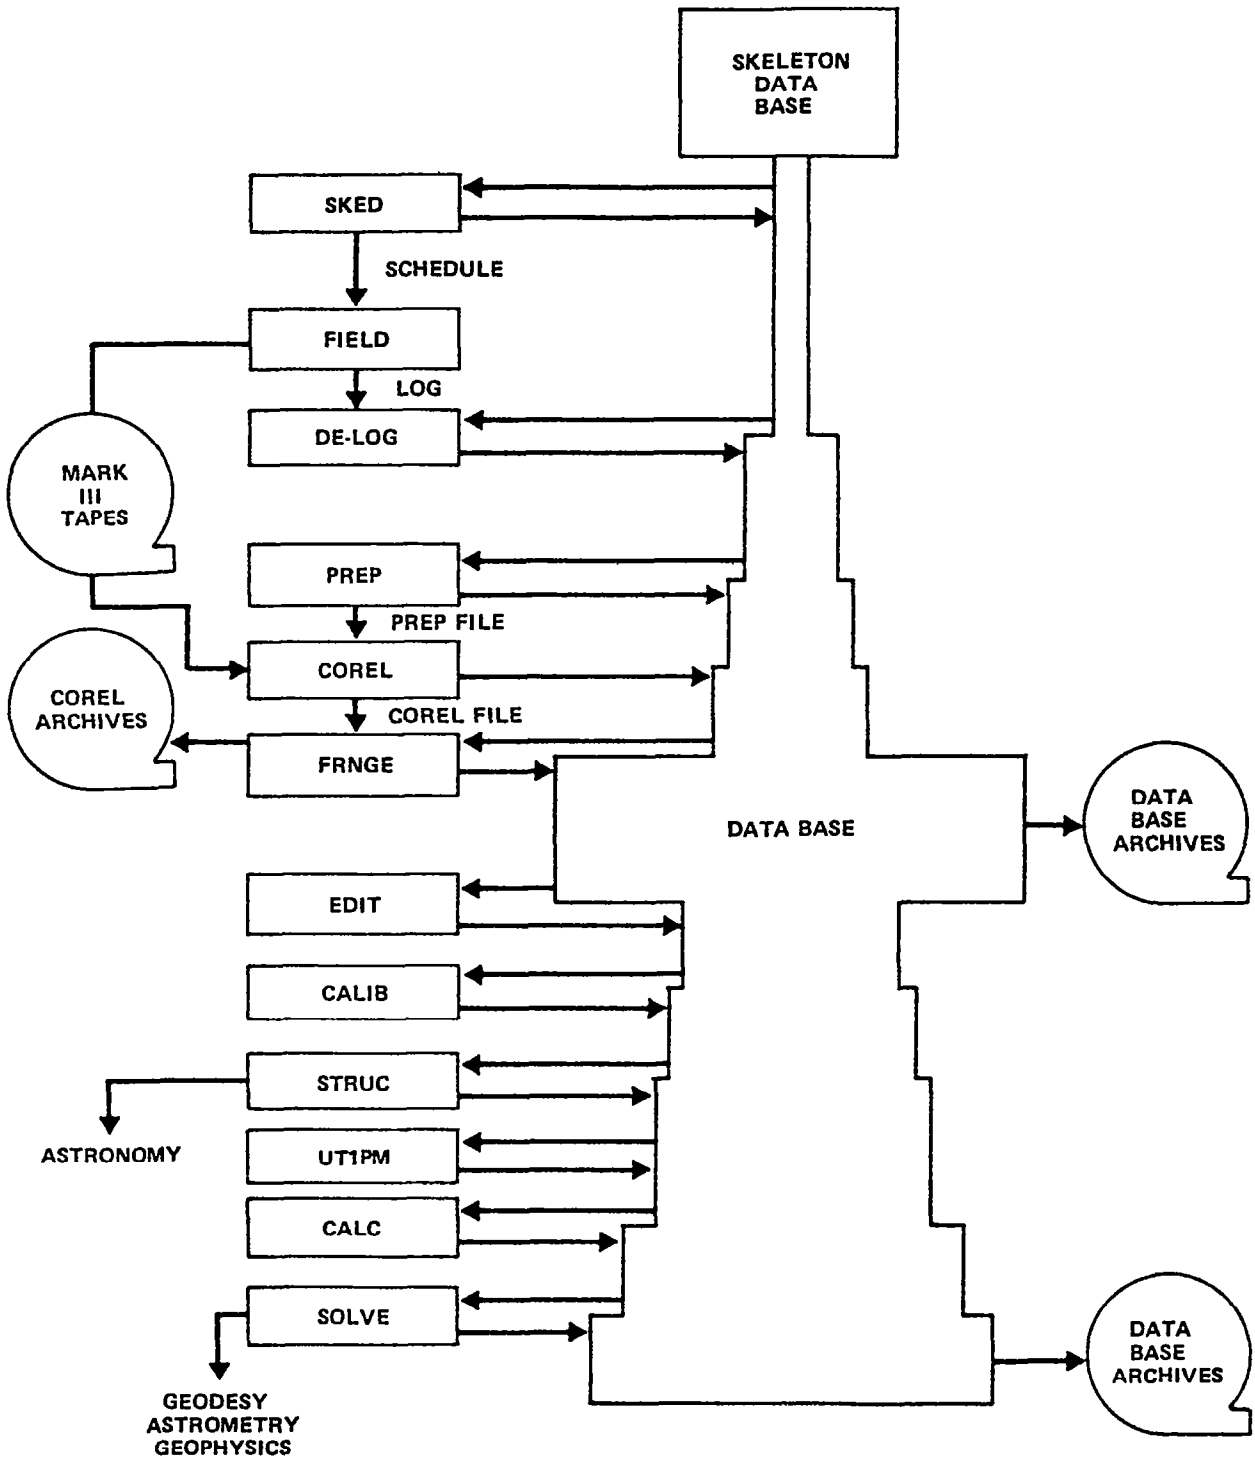 SKELETON
DATA
BASE
SKED
SCHEDULE
FIELD
LOG
DE-LOG
MARK
III
TAPES
PREP
PREP FILE
COREL
COREL FILE
COREL
ARCHIVES
FRNGE
DATA BASE
DATA
BASE
ARCHIVES
EDIT
CALIB
STRUC
ASTRONOMY
UT1PM
CALC
SOLVE
GEODESY
ASTROMETRY
GEOPHYSICS
DATA
BASE
ARCHIVES